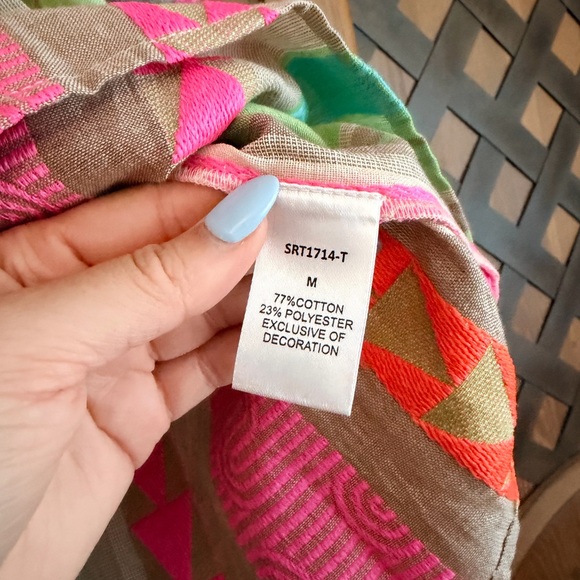 SRT1714-T
M
77%COTTON
23% POLYESTER
EXCLUSIVE OF
DECORATION